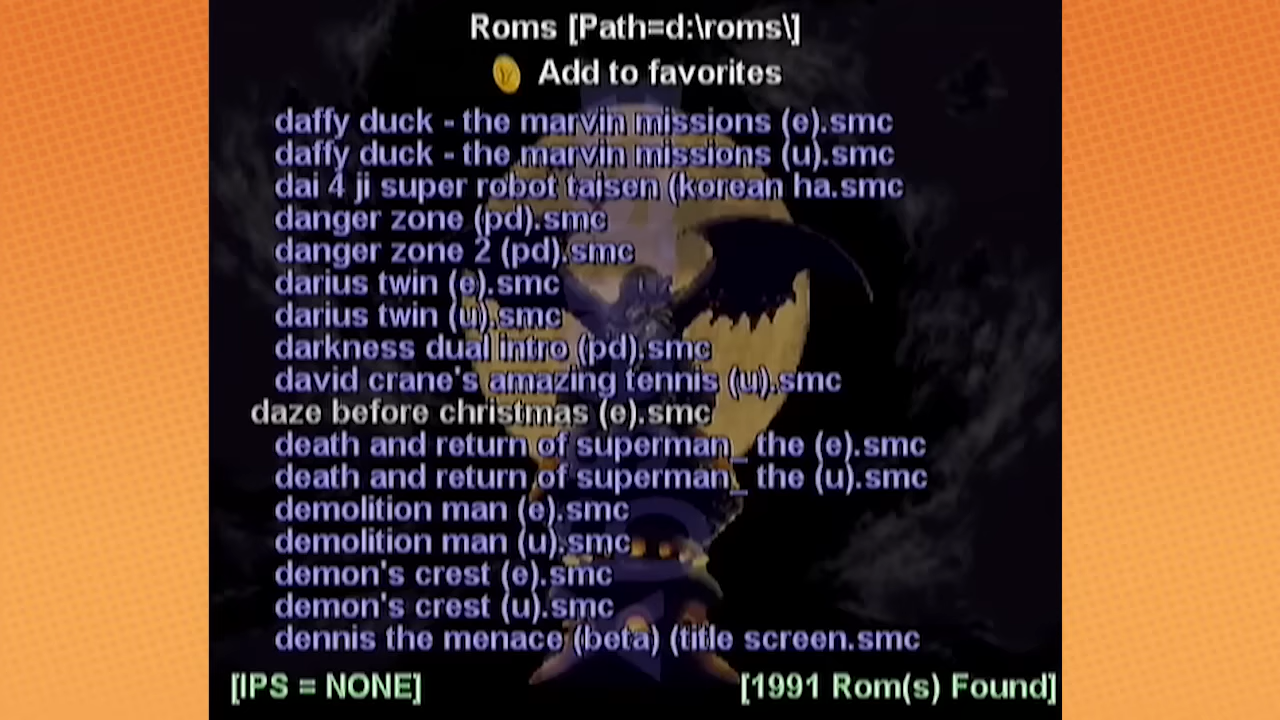 Roms [Path=d:\roms\]
Add to favorites
daffy duck - the marvin missions (e).smc
daffy duck - the marvin missions (u).smc
dai 4 ji super robot taisen (korean ha.smc
danger zone (pd).smc
danger zone 2 (pd).smc
darius twin (e).smc
darius twin (u).smc
darkness dual intro (pd).smc
david crane's amazing tennis (u).smc
daze before christmas (e).smc
death and return of superman_ the (e).smc
death and return of superman_ the (u).smc
demolition man (e).smc
demolition man (u).smc
demon's crest (e).smc
demon's crest (u).smc
dennis the menace (beta) (title screen.smc
[IPS = NONE]
[1991 Rom(s) Found]